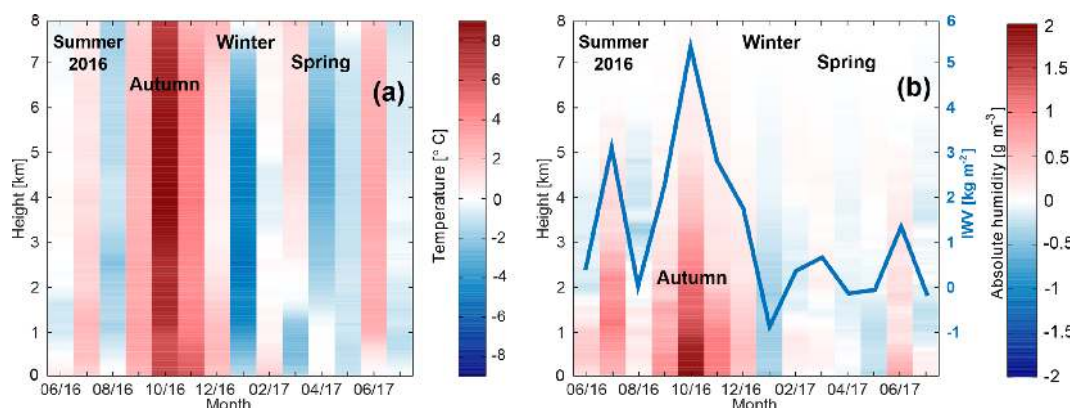 Summer
2016
Autumn
Winter
Spring
(a)
8
7
6
5
4
3
2
1
0
Height [km]
06/16 08/16 10/16 12/16 02/17 04/17 06/17
Month
8
6
4
2
0
-2
-4
-6
-8
Temperature [° C]
Summer
2016
Autumn
Winter
Spring
(b)
8
7
6
5
4
3
2
1
0
Height [km]
06/16 08/16 10/16 12/16 02/17 04/17 06/17
Month
6
5
4
3
2
1
0
-1
IWV [kg m-2]
2
1.5
1
0.5
0
-0.5
-1
-1.5
-2
Absolute humidity [g m-3]